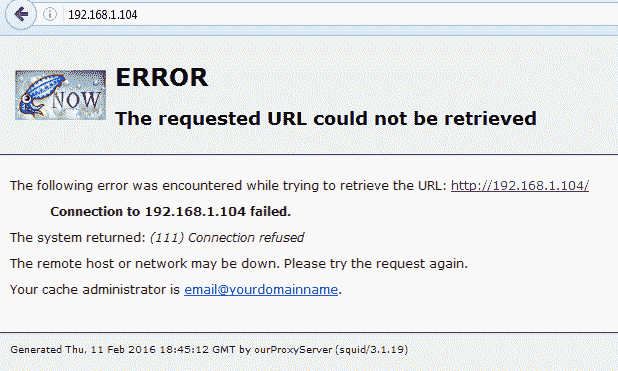 192.168.1.104
NOW
ERROR
The requested URL could not be retrieved
The following error was encountered while trying to retrieve the URL: http://192.168.1.104/
Connection to 192.168.1.104 failed.
The system returned: (111) Connection refused
The remote host or network may be down. Please try the request again.
Your cache administrator is email@yourdomainname.
Generated Thu, 11 Feb 2016 18:45:12 GMT by ourProxyServer (squid/3.1.19)